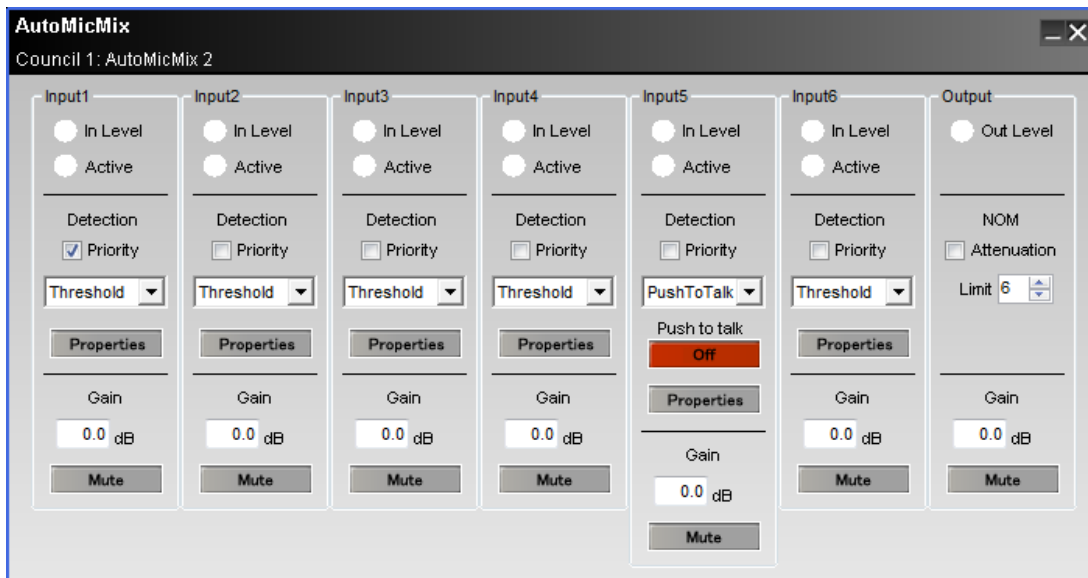 AutoMicMix
Council 1: AutoMicMix 2
Input1 Input2 Input3 Input4 Input5 Input6 Output
In Level In Level In Level In Level In Level In Level Out Level
Active Active Active Active Active Active
Detection Detection Detection Detection Detection Detection NOM
Priority Priority Priority Priority Priority Priority Attenuation
Threshold Threshold Threshold Threshold PushToTalk Threshold Limit 6
Push to talk
Properties Properties Properties Properties Off Properties
Gain Gain Gain Gain Properties Gain Gain
0.0 dB 0.0 dB 0.0 dB 0.0 dB Gain 0.0 dB 0.0 dB
Mute Mute Mute Mute 0.0 dB Mute Mute
Mute